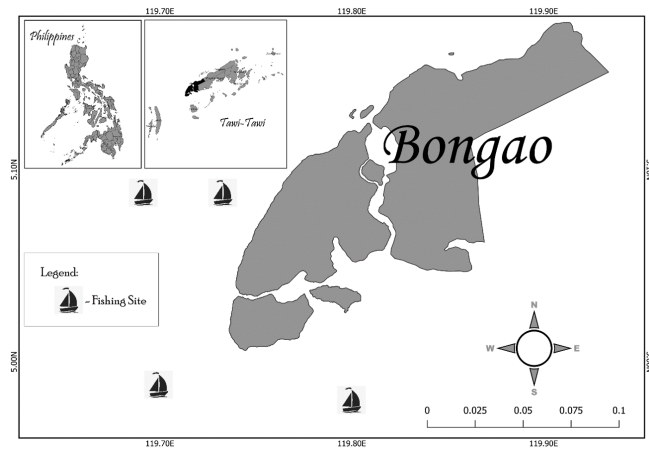 119.70E 119.80E 119.90E
Philippines
Tawi-Tawi
Bongao
5.10N
Legend:
- Fishing Site
N
W E
S
5.00N
0 0.025 0.05 0.075 0.1
119.70E 119.80E 119.90E